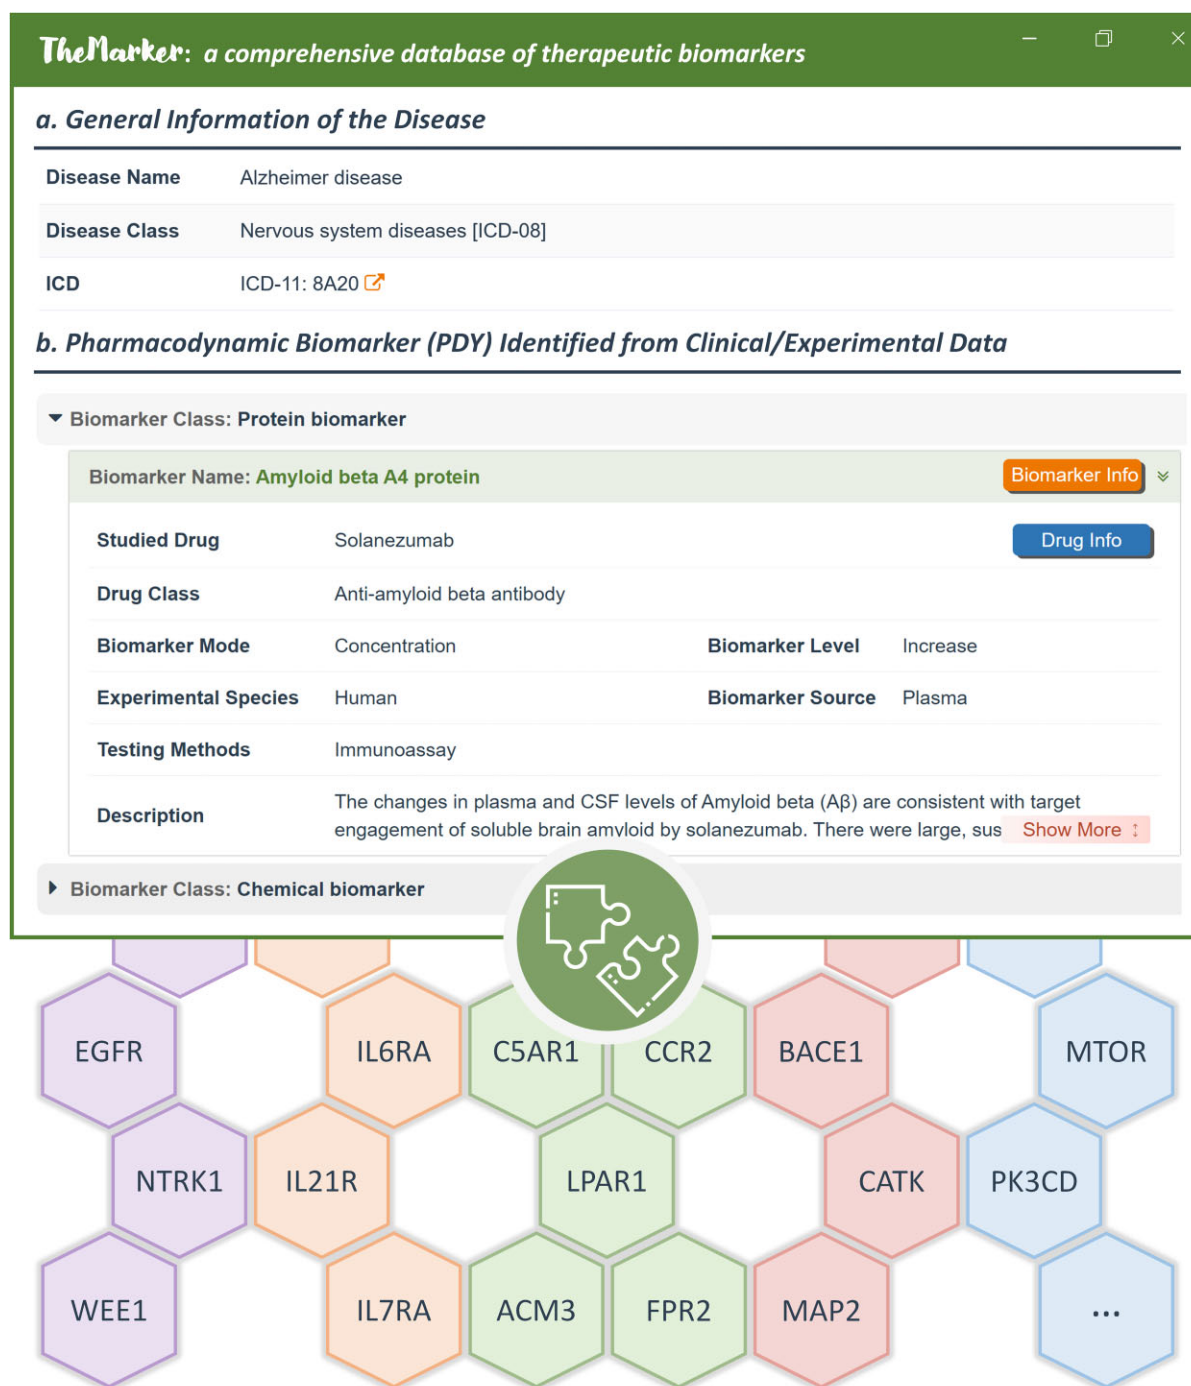 TheMarker: a comprehensive database of therapeutic biomarkers
a. General Information of the Disease
Disease Name Alzheimer disease
Disease Class Nervous system diseases [ICD-08]
ICD ICD-11: 8A20
b. Pharmacodynamic Biomarker (PDY) Identified from Clinical/Experimental Data
Biomarker Class: Protein biomarker
Biomarker Name: Amyloid beta A4 protein Biomarker Info
Studied Drug Solanezumab Drug Info
Drug Class Anti-amyloid beta antibody
Biomarker Mode Concentration Biomarker Level Increase
Experimental Species Human Biomarker Source Plasma
Testing Methods Immunoassay
Description The changes in plasma and CSF levels of Amyloid beta (Aβ) are consistent with target
engagement of soluble brain amyloid by solanezumab. There were large, sus Show More
Biomarker Class: Chemical biomarker
EGFR IL6RA C5AR1 CCR2 BACE1 MTOR
NTRK1 IL21R LPAR1 CATK PK3CD
WEE1 IL7RA ACM3 FPR2 MAP2 ...